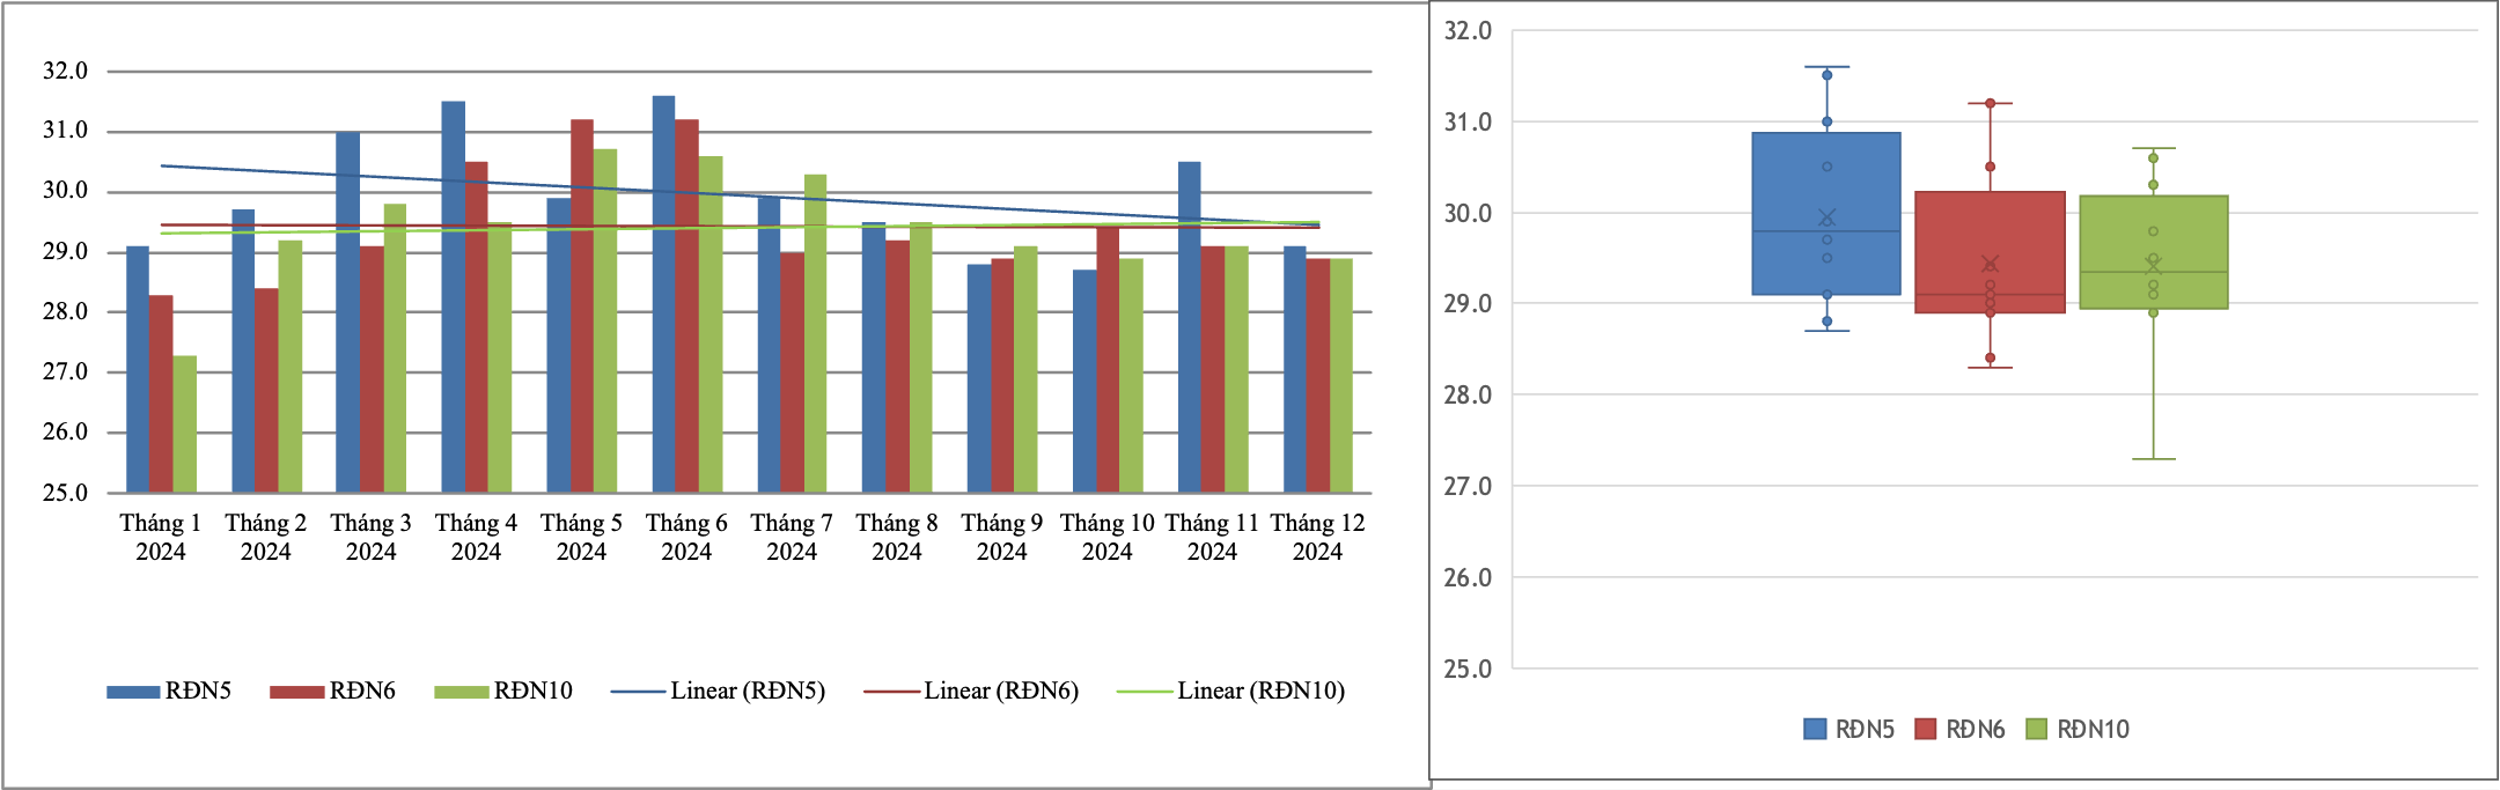 32.0
31.0
30.0
29.0
28.0
27.0
26.0
25.0
Tháng 1 2024
Tháng 2 2024
Tháng 3 2024
Tháng 4 2024
Tháng 5 2024
Tháng 6 2024
Tháng 7 2024
Tháng 8 2024
Tháng 9 2024
Tháng 10 2024
Tháng 11 2024
Tháng 12 2024
RĐN5
RĐN6
RĐN10
Linear (RĐN5)
Linear (RĐN6)
Linear (RĐN10)
32.0
31.0
30.0
29.0
28.0
27.0
26.0
25.0
RĐN5
RĐN6
RĐN10